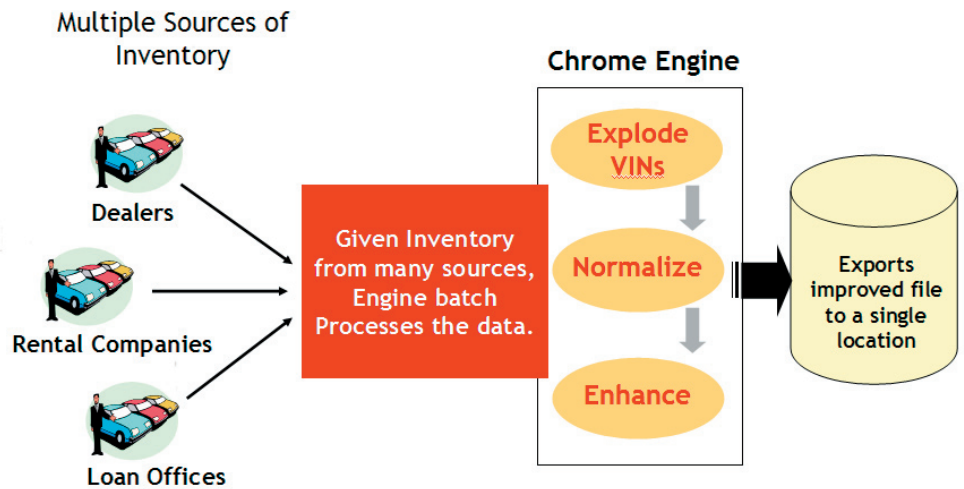 Multiple Sources of
Inventory
Dealers
Rental Companies
Loan Offices
Given Inventory
from many sources,
Engine batch
Processes the data.
Chrome Engine
Explode
VINs
Normalize
Enhance
Exports
improved file
to a single
location